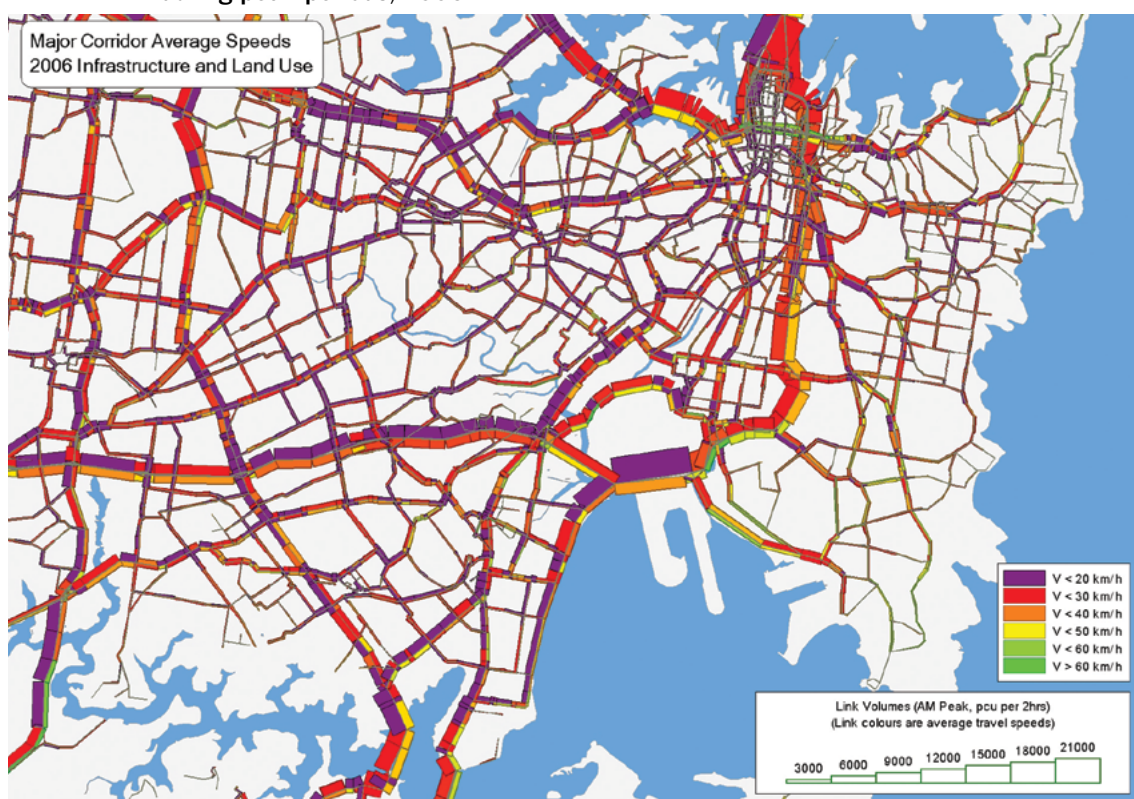 Major Corridor Average Speeds
2006 Infrastructure and Land Use
V < 20 km/h
V < 30 km/h
V < 40 km/h
V < 50 km/h
V < 60 km/h
V > 60 km/h
Link Volumes (AM Peak, pcu per 2hrs)
(Link colours are average travel speeds)
3000 6000 9000 12000 15000 18000 21000